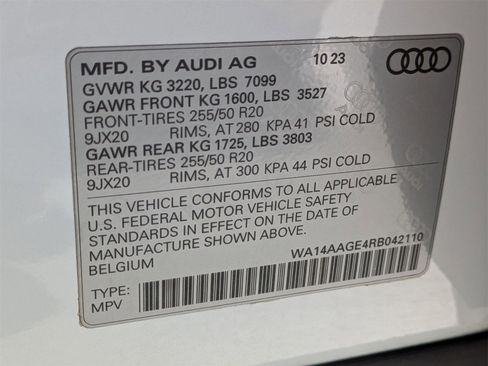 MFD. BY AUDI AG 10 23
GVWR KG 3220, LBS 7099
GAWR FRONT KG 1600, LBS 3527
FRONT-TIRES 255/50 R20
9JX20 RIMS, AT 280 KPA 41 PSI COLD
GAWR REAR KG 1725, LBS 3803
REAR-TIRES 255/50 R20
9JX20 RIMS, AT 300 KPA 44 PSI COLD
THIS VEHICLE CONFORMS TO ALL APPLICABLE
U.S. FEDERAL MOTOR VEHICLE SAFETY
STANDARDS IN EFFECT ON THE DATE OF
MANUFACTURE SHOWN ABOVE.
BELGIUM
WA14AAGE4RB042110
TYPE:
MPV